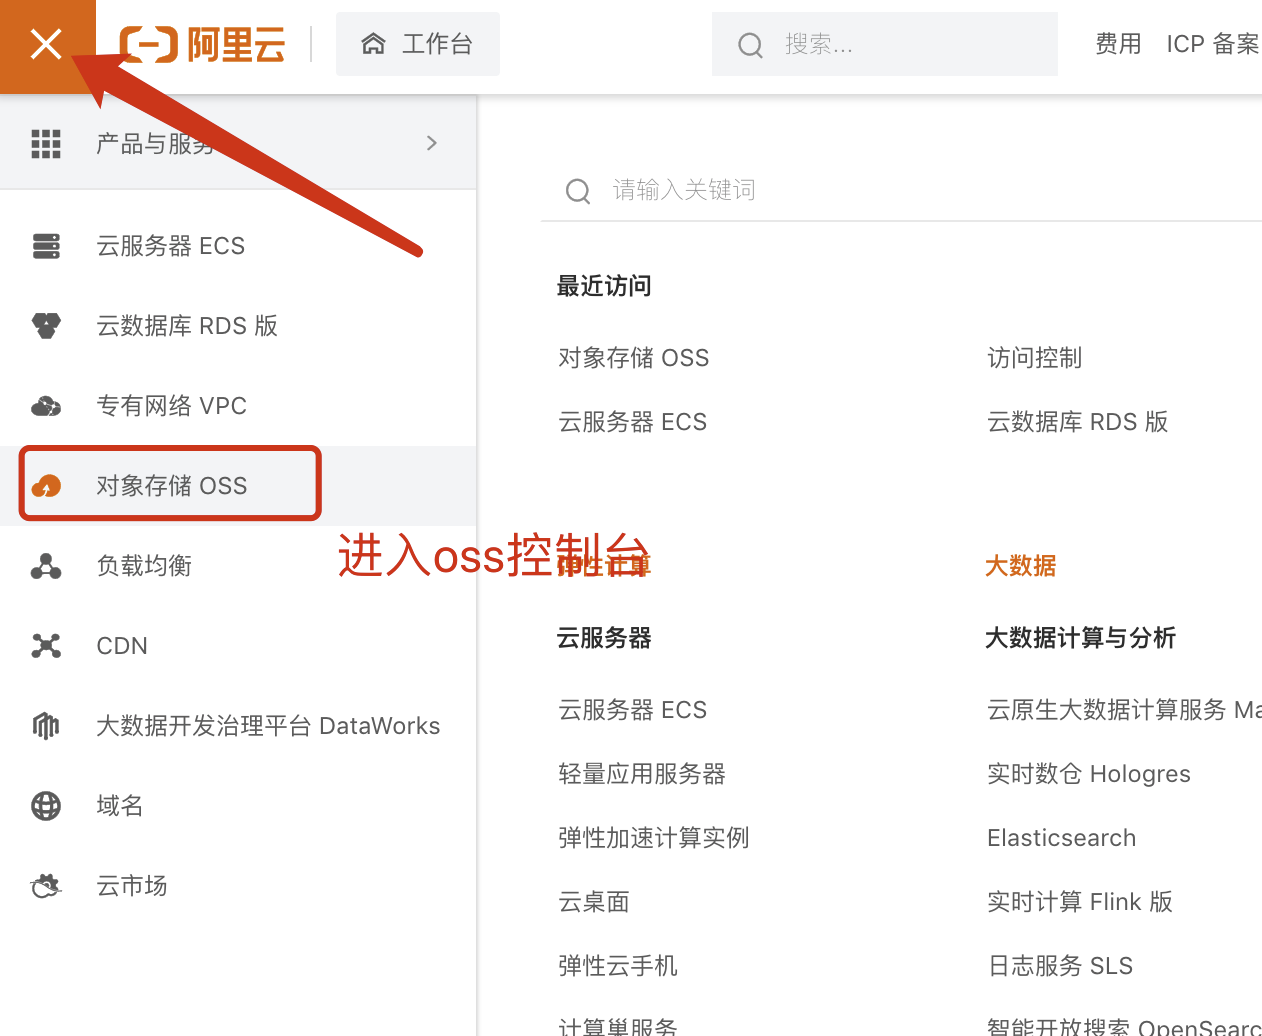 阿里云
工作台
搜索...
费用
ICP 备案
产品与服务
云服务器 ECS
云数据库 RDS 版
专有网络 VPC
对象存储 OSS
负载均衡
CDN
大数据开发治理平台 DataWorks
域名
云市场
进入oss控制台
请输入关键词
最近访问
对象存储 OSS
访问控制
云服务器 ECS
云数据库 RDS 版
弹性计算
大数据
云服务器
大数据计算与分析
云服务器 ECS
云原生大数据计算服务 Ma
轻量应用服务器
实时数仓 Hologres
弹性加速计算实例
Elasticsearch
云桌面
实时计算 Flink 版
弹性云手机
日志服务 SLS
计算巢服务
智能开放搜索 OpenSearc